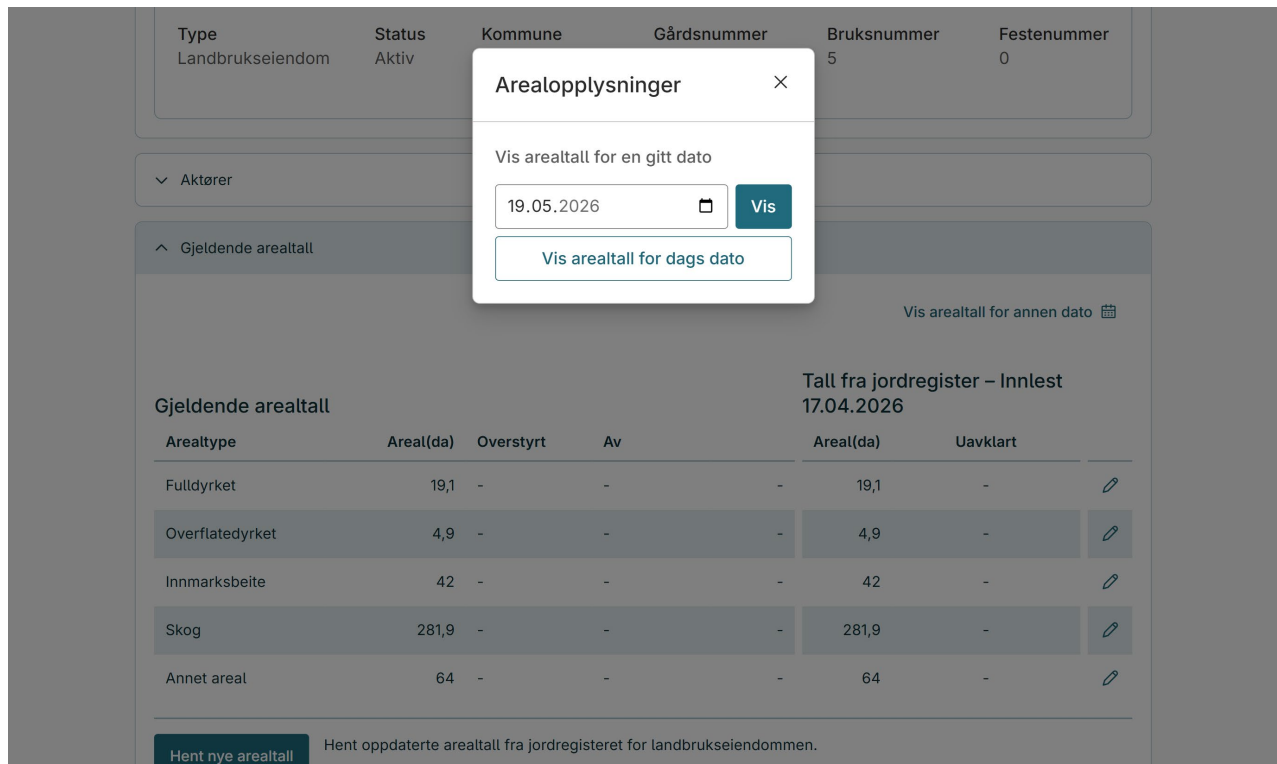 Type Status Kommune Gårdsnummer Bruksnummer Festenummer
Landbrukseiendom Aktiv 5 0
Arealopplysninger
Vis arealtall for en gitt dato
19.05.2026 Vis
Vis arealtall for dags dato
Aktører
Gjeldende arealtall
Vis arealtall for annen dato
Tall fra jordregister – Innlest
Gjeldende arealtall 17.04.2026
Arealtype Areal(da) Overstyrt Av Areal(da) Uavklart
Fulldyrket 19,1 - - - 19,1 -
Overflatedyrket 4,9 - - - 4,9 -
Innmarksbeite 42 - - - 42 -
Skog 281,9 - - - 281,9 -
Annet areal 64 - - - 64 -
Hent nye arealtall Hent oppdaterte arealtall fra jordregisteret for landbrukseiendommen.